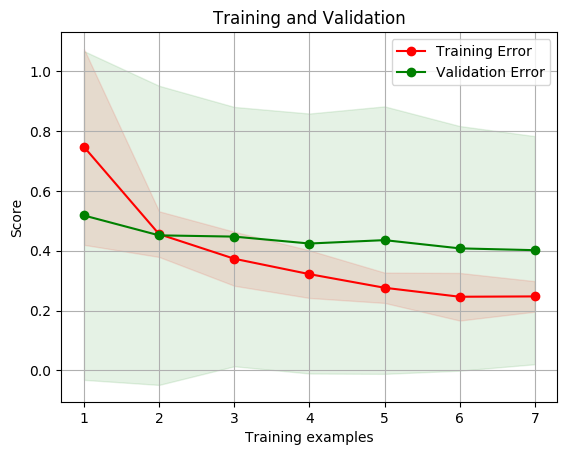 Training and Validation
Training Error
Validation Error
1.0
0.8
0.6
0.4
0.2
0.0
Score
1 2 3 4 5 6 7
Training examples